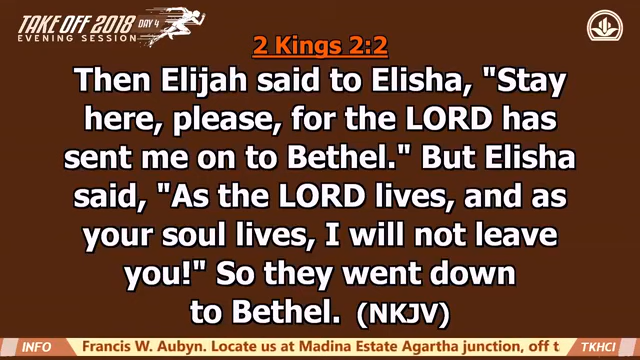 TAKE OFF 2018 DAY 4
EVENING SESSION
2 Kings 2:2
Then Elijah said to Elisha, "Stay
here, please, for the LORD has
sent me on to Bethel." But Elisha
said, "As the LORD lives, and as
your soul lives, I will not leave
you!" So they went down
to Bethel. (NKJV)
INFO Francis W. Aubyn. Locate us at Madina Estate Agartha junction, off t TKHCI